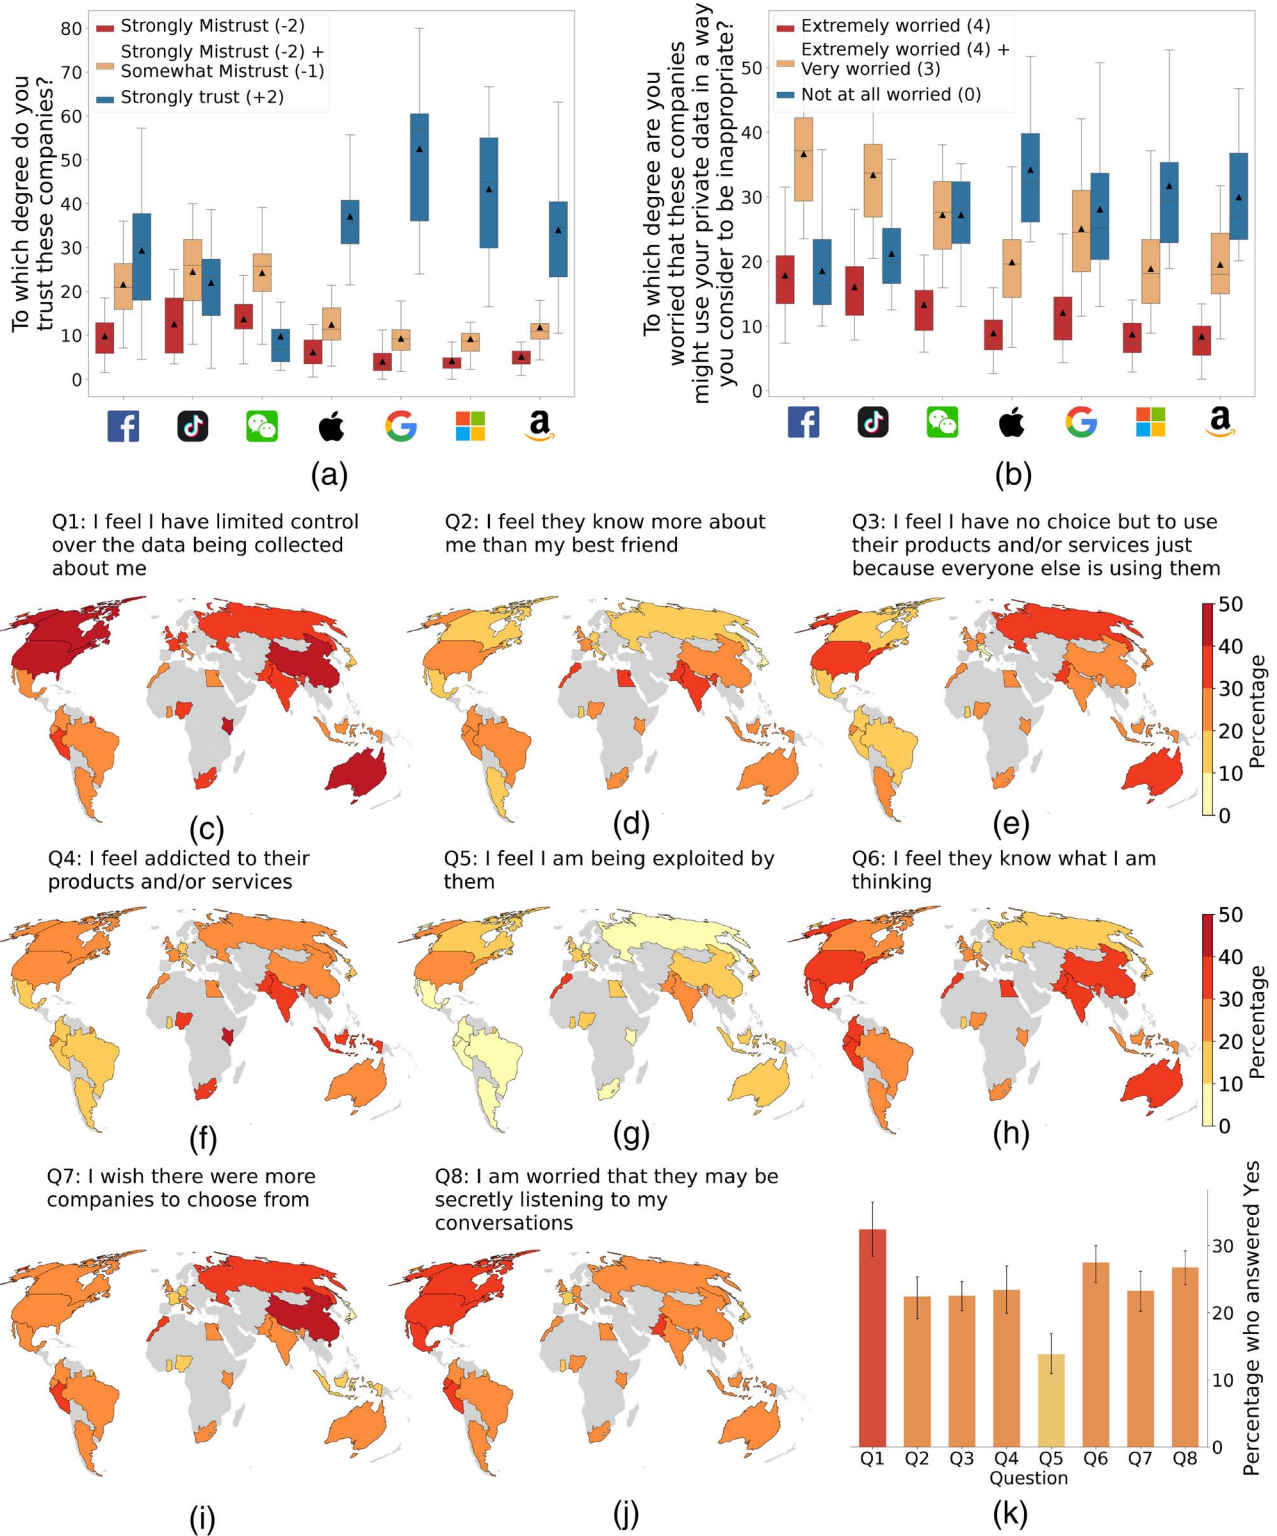 (a)
To which degree do you
trust these companies?
80
70
60
50
40
30
20
10
0
Strongly Mistrust (-2)
Strongly Mistrust (-2) +
Somewhat Mistrust (-1)
Strongly trust (+2)
(b)
To which degree are you
worried that these companies
might use your private data in a way
you consider to be inappropriate?
50
40
30
20
10
0
Extremely worried (4)
Extremely worried (4) +
Very worried (3)
Not at all worried (0)
a
a
(a)
(b)
Q1: I feel I have limited control
over the data being collected
about me
Q2: I feel they know more about
me than my best friend
Q3: I feel I have no choice but to use
their products and/or services just
because everyone else is using them
50
40
30
20
10
0
Percentage
(c)
(d)
(e)
Q4: I feel addicted to their
products and/or services
Q5: I feel I am being exploited by
them
Q6: I feel they know what I am
thinking
50
40
30
20
10
0
Percentage
(f)
(g)
(h)
Q7: I wish there were more
companies to choose from
Q8: I am worried that they may be
secretly listening to my
conversations
30
20
10
0
Percentage who answered Yes
Q1 Q2 Q3 Q4 Q5 Q6 Q7 Q8
Question
(i)
(j)
(k)